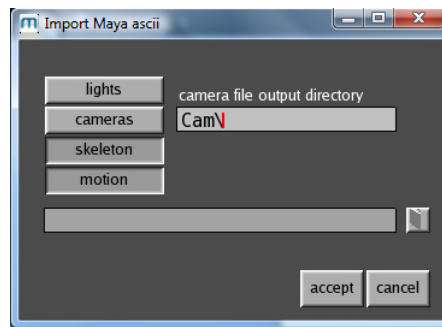 Import Maya ascii
lights
camera file output directory
cameras
Cam\
skeleton
motion
accept
cancel